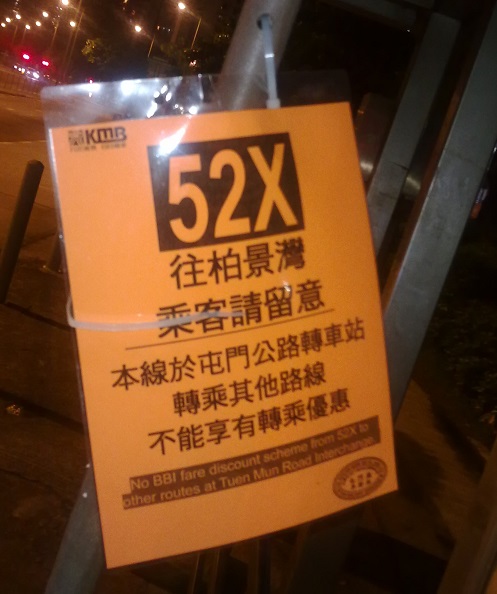 KMB
52X
往柏景灣
乘客請留意
本線於屯門公路轉車站
轉乘其他路線
不能享有轉乘優惠
No BBI fare discount scheme from 52X to
other routes at Tuen Mun Road Interchange.